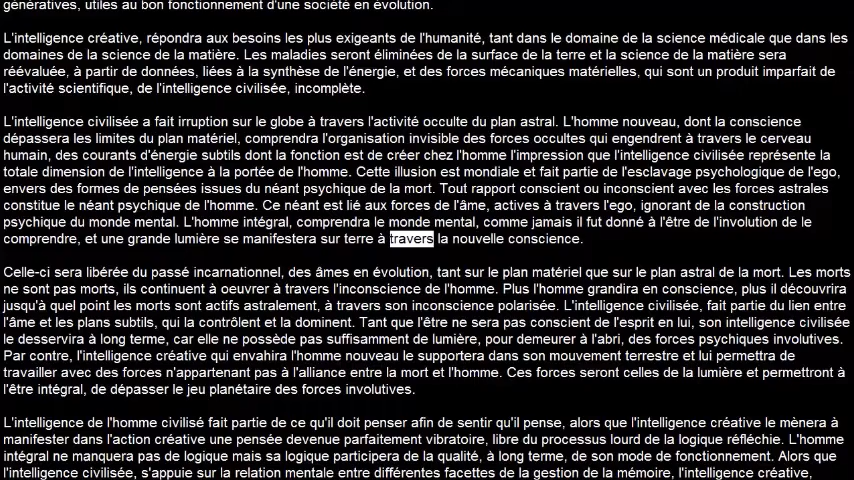 génératives, utiles au bon fonctionnement d'une société en évolution.
L'intelligence créative, répondra aux besoins les plus exigeants de l'humanité, tant dans le domaine de la science médicale que dans les
domaines de la science de la matière. Les maladies seront éliminées de la surface de la terre et la science de la matière sera
réévaluée, à partir de données, liées à la synthèse de l'énergie, et des forces mécaniques matérielles, qui sont un produit imparfait de
l'activité scientifique, de l'intelligence civilisée, incomplète.
L'intelligence civilisée a fait irruption sur le globe à travers l'activité occulte du plan astral. L'homme nouveau, dont la conscience
dépassera les limites du plan matériel, comprendra l'organisation invisible des forces occultes qui engendrent à travers le cerveau
humain, des courants d'énergie subtils dont la fonction est de créer chez l'homme l'impression que l'intelligence civilisée représente la
totale dimension de l'intelligence à la portée de l'homme. Cette illusion est mondiale et fait partie de l'esclavage psychologique de l'ego,
envers des formes de pensées issues du néant psychique de la mort. Tout rapport conscient ou inconscient avec les forces astrales
constitue le néant psychique de l'homme. Ce néant est lié aux forces de l'âme, actives à travers l'ego, ignorant de la construction
psychique du monde mental. L'homme intégral, comprendra le monde mental, comme jamais il fut donné à l'être de l'involution de le
comprendre, et une grande lumière se manifestera sur terre à travers la nouvelle conscience.
Celle-ci sera libérée du passé incarnationnel, des âmes en évolution, tant sur le plan matériel que sur le plan astral de la mort. Les morts
ne sont pas morts, ils continuent à oeuvrer à travers l'inconscience de l'homme. Plus l'homme grandira en conscience, plus il découvrira
jusqu'à quel point les morts sont actifs astralement, à travers son inconscience polarisée. L'intelligence civilisée, fait partie du lien entre
l'âme et les plans subtils, qui la contrôlent et la dominent. Tant que l'être ne sera pas conscient de l'esprit en lui, son intelligence civilisée
le desservira à long terme, car elle ne possède pas suffisamment de lumière, pour demeurer à l'abri, des forces psychiques involutives.
Par contre, l'intelligence créative qui envahira l'homme nouveau le supportera dans son mouvement terrestre et lui permettra de
travailler avec des forces n'appartenant pas à l'alliance entre la mort et l'homme. Ces forces seront celles de la lumière et permettront à
l'être intégral, de dépasser le jeu planétaire des forces involutives.
L'intelligence de l'homme civilisé fait partie de ce qu'il doit penser afin de sentir qu'il pense, alors que l'intelligence créative le mènera à
manifester dans l'action créative une pensée devenue parfaitement vibratoire, libre du processus lourd de la logique réfléchie. L'homme
intégral ne manquera pas de logique mais sa logique participera de la qualité, à long terme, de son mode de fonctionnement. Alors que
l'intelligence civilisée, s'appuie sur la relation mentale entre différentes facettes de la gestion de la mémoire, l'intelligence créative,